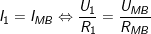 I₁ = I_MB ⇔ U₁/R₁ = U_MB/R_MB